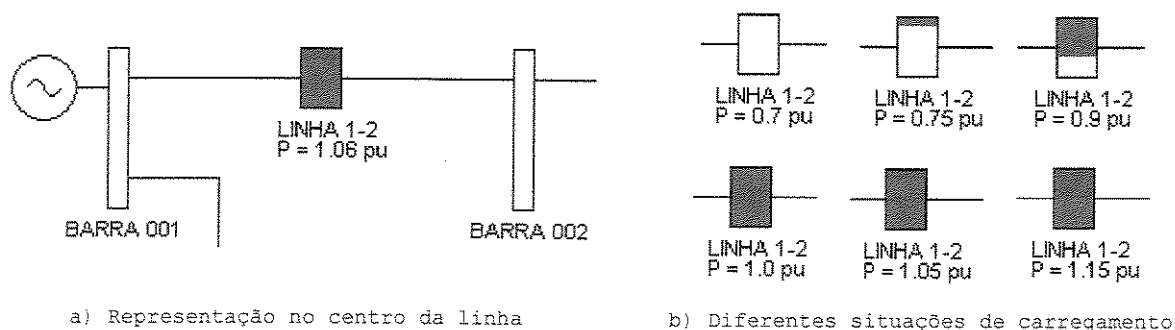 LINHA 1-2
P = 1.06 pu
BARRA 001
BARRA 002
a) Representação no centro da linha
LINHA 1-2
P = 0.7 pu
LINHA 1-2
P = 0.75 pu
LINHA 1-2
P = 0.9 pu
LINHA 1-2
P = 1.0 pu
LINHA 1-2
P = 1.05 pu
LINHA 1-2
P = 1.15 pu
b) Diferentes situações de carregamento